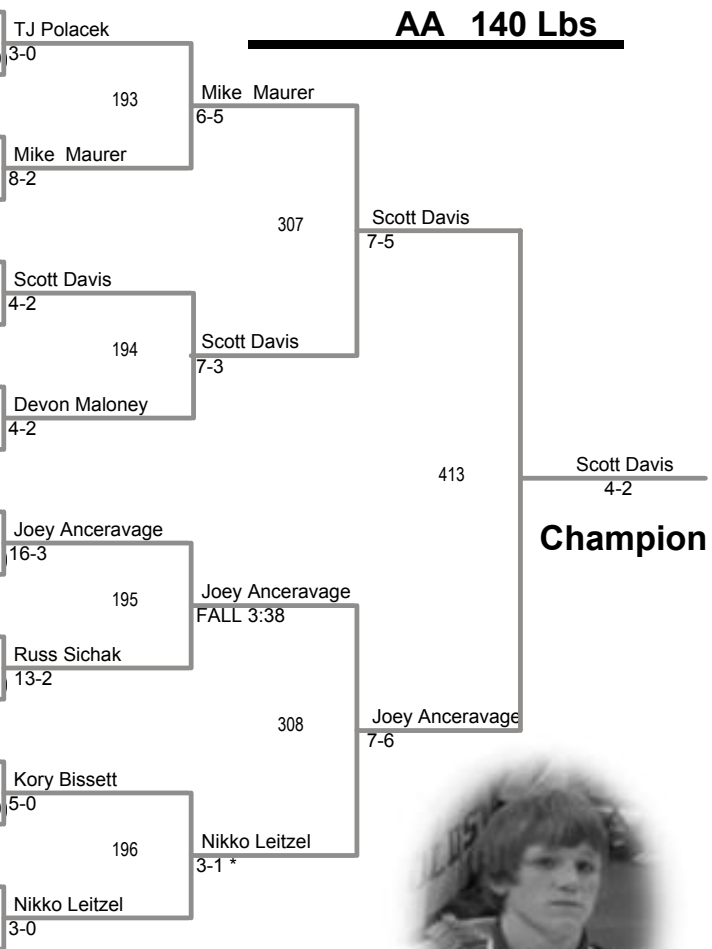 AA 140 Lbs
TJ Polacek
3-0
193
Mike Maurer
6-5
Mike Maurer
8-2
307
Scott Davis
7-5
Scott Davis
4-2
194
Scott Davis
7-3
Devon Maloney
4-2
413
Scott Davis
4-2
Champion
Joey Anceravage
16-3
195
Joey Anceravage
FALL 3:38
Russ Sichak
13-2
308
Joey Anceravage
7-6
Kory Bissett
5-0
196
Nikko Leitzel
3-1 *
Nikko Leitzel
3-0